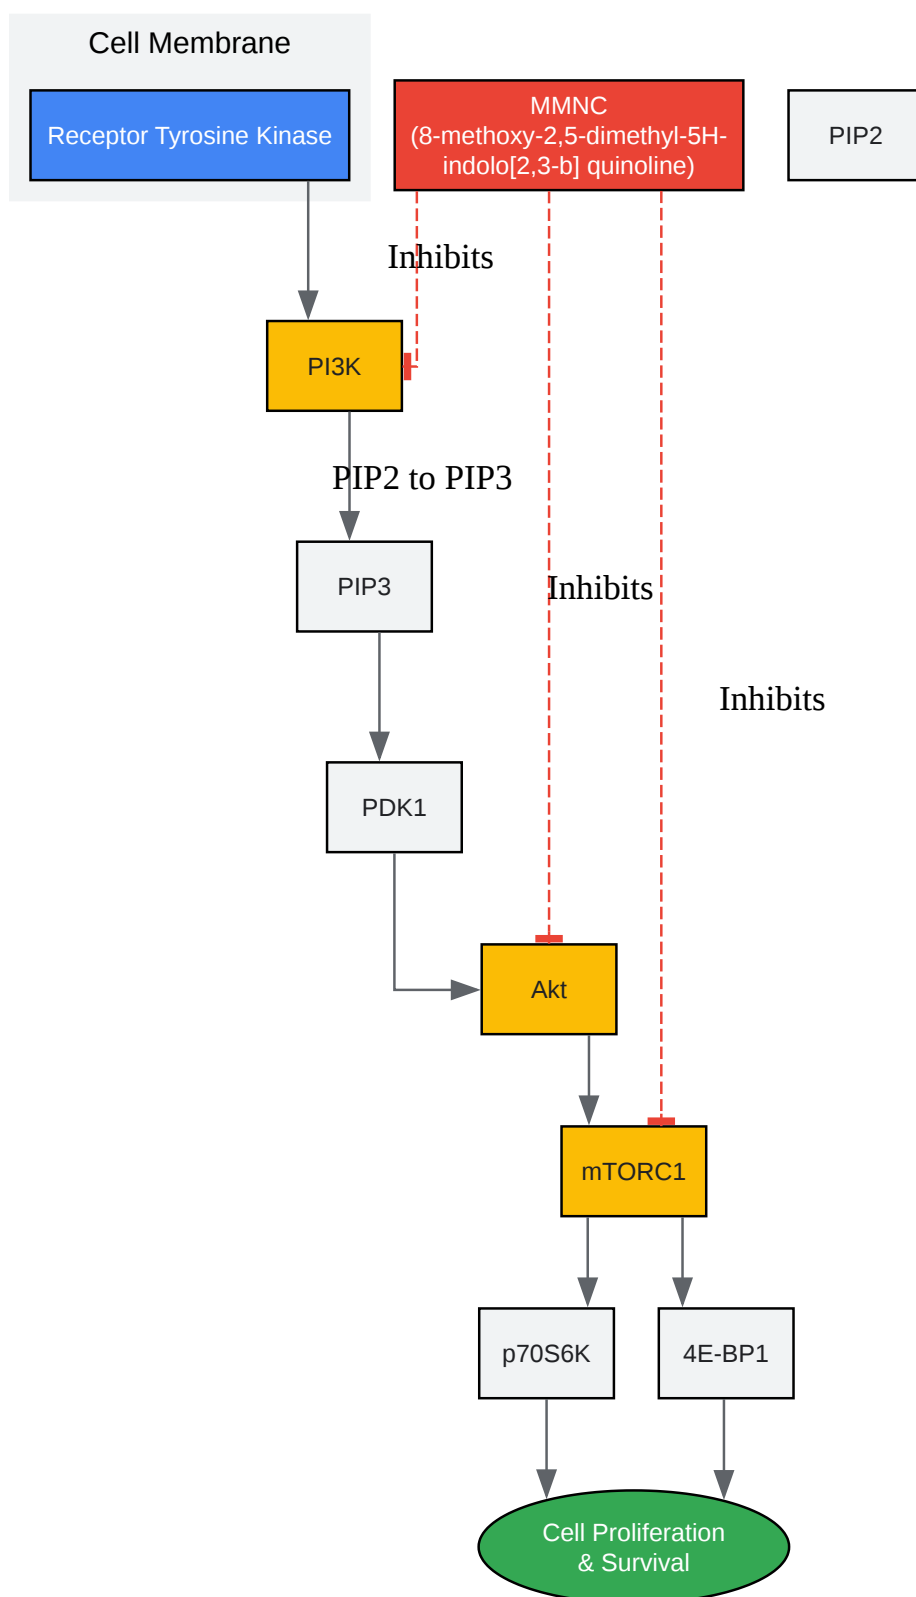 Cell Membrane
Receptor Tyrosine Kinase
MMNC
(8-methoxy-2,5-dimethyl-5H-
indolo[2,3-b] quinoline)
PIP2
Inhibits
PI3K
PIP2 to PIP3
PIP3
Inhibits
Inhibits
PDK1
Akt
mTORC1
p70S6K
4E-BP1
Cell Proliferation
& Survival